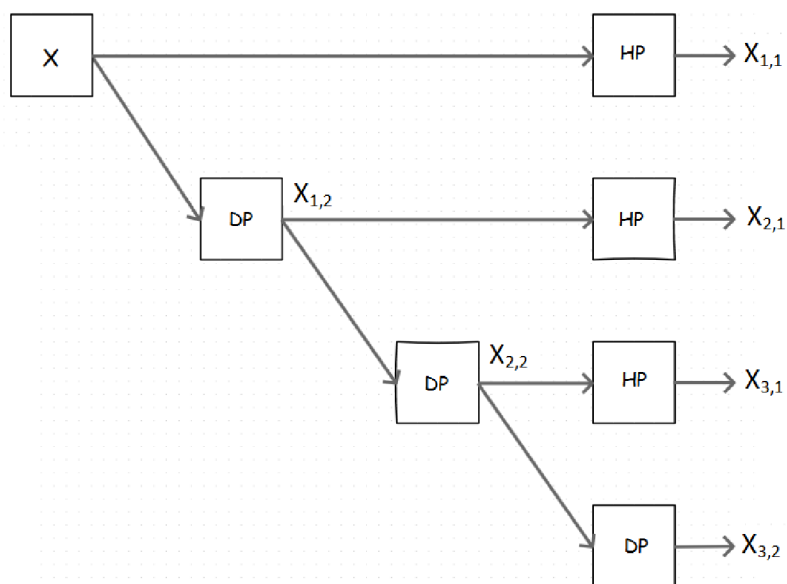 X HP X1,1
DP X1,2 HP X2,1
DP X2,2 HP X3,1
DP X3,2